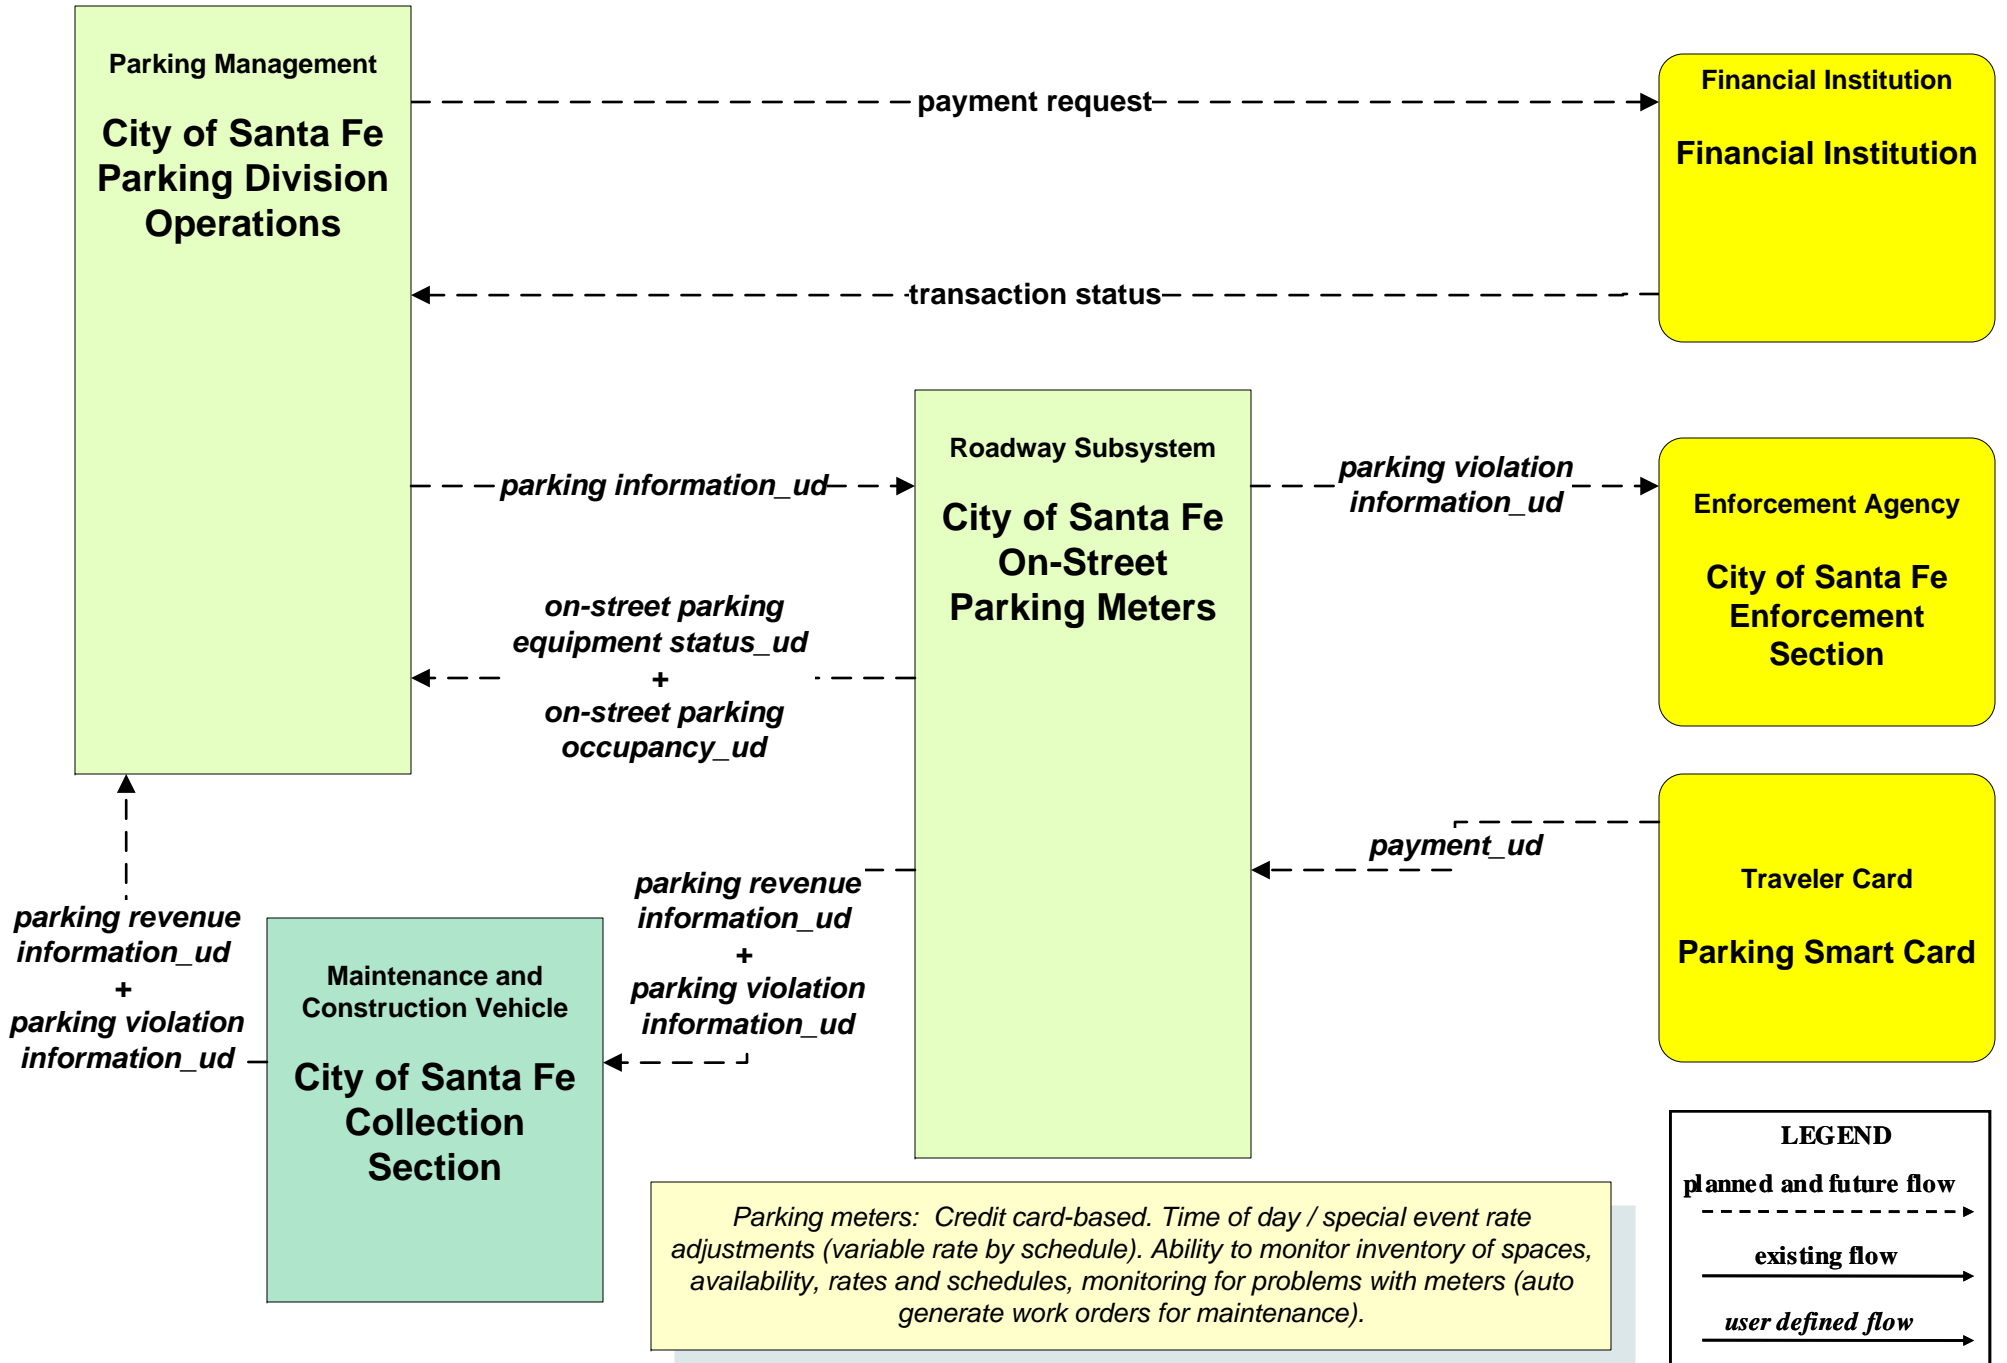 Parking Management
City of Santa Fe
Parking Division
Operations
payment request
transaction status
Financial Institution
Financial Institution
parking information_ud
on-street parking
equipment status_ud
+
on-street parking
occupancy_ud
Roadway Subsystem
City of Santa Fe
On-Street
Parking Meters
parking violation
information_ud
Enforcement Agency
City of Santa Fe
Enforcement
Section
payment_ud
Traveler Card
Parking Smart Card
parking revenue
information_ud
+
parking violation
information_ud
Maintenance and
Construction Vehicle
City of Santa Fe
Collection
Section
parking revenue
information_ud
+
parking violation
information_ud
Parking meters: Credit card-based. Time of day / special event rate
adjustments (variable rate by schedule). Ability to monitor inventory of spaces,
availability, rates and schedules, monitoring for problems with meters (auto
generate work orders for maintenance).
LEGEND
planned and future flow
existing flow
user defined flow